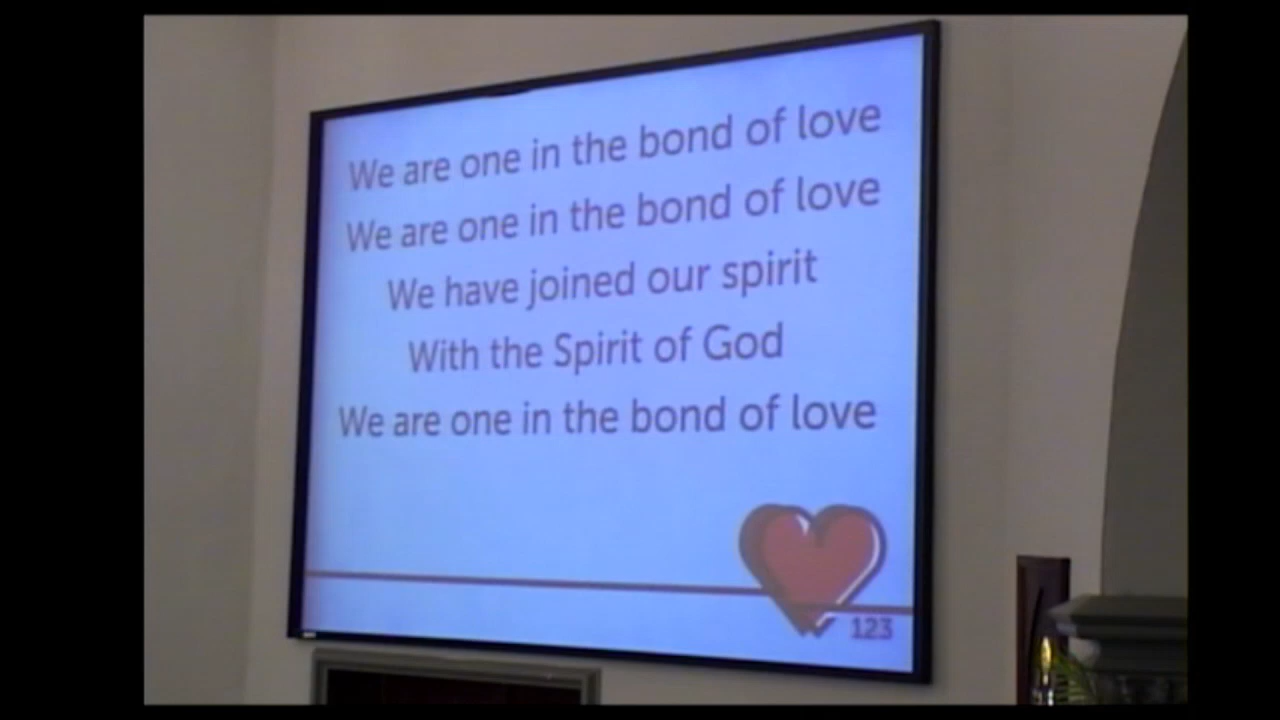 We are one in the bond of love
We are one in the bond of love
We have joined our spirit
With the Spirit of God
We are one in the bond of love
123